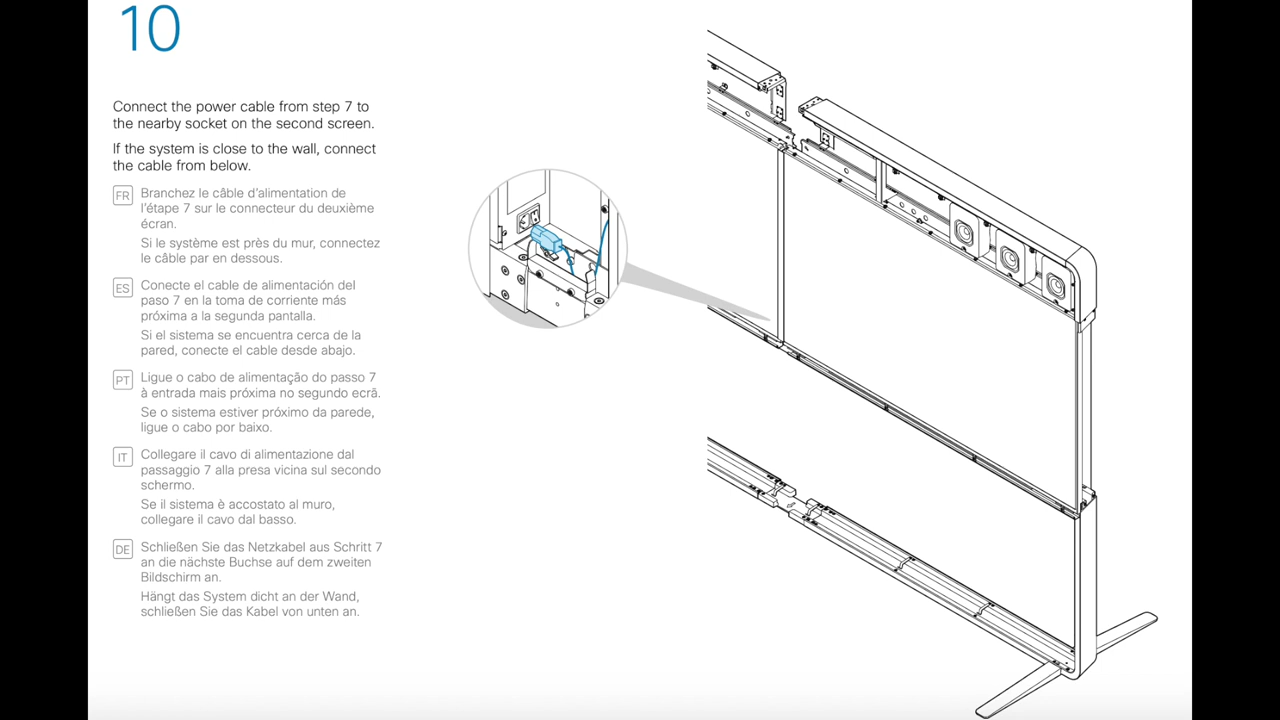 10
Connect the power cable from step 7 to
the nearby socket on the second screen.
If the system is close to the wall, connect
the cable from below.
FR Branchez le câble d’alimentation de
l’étape 7 sur le connecteur du deuxième
écran.
Si le système est près du mur, connectez
le câble par en dessous.
ES Conecte el cable de alimentación del
paso 7 en la toma de corriente más
próxima a la segunda pantalla.
Si el sistema se encuentra cerca de la
pared, conecte el cable desde abajo.
PT Ligue o cabo de alimentação do passo 7
à entrada mais próxima no segundo ecrã.
Se o sistema estiver próximo da parede,
ligue o cabo por baixo.
IT Collegare il cavo di alimentazione dal
passaggio 7 alla presa vicina sul secondo
schermo.
Se il sistema è accostato al muro,
collegare il cavo dal basso.
DE Schließen Sie das Netzkabel aus Schritt 7
an die nächste Buchse auf dem zweiten
Bildschirm an.
Hängt das System dicht an der Wand,
schließen Sie das Kabel von unten an.